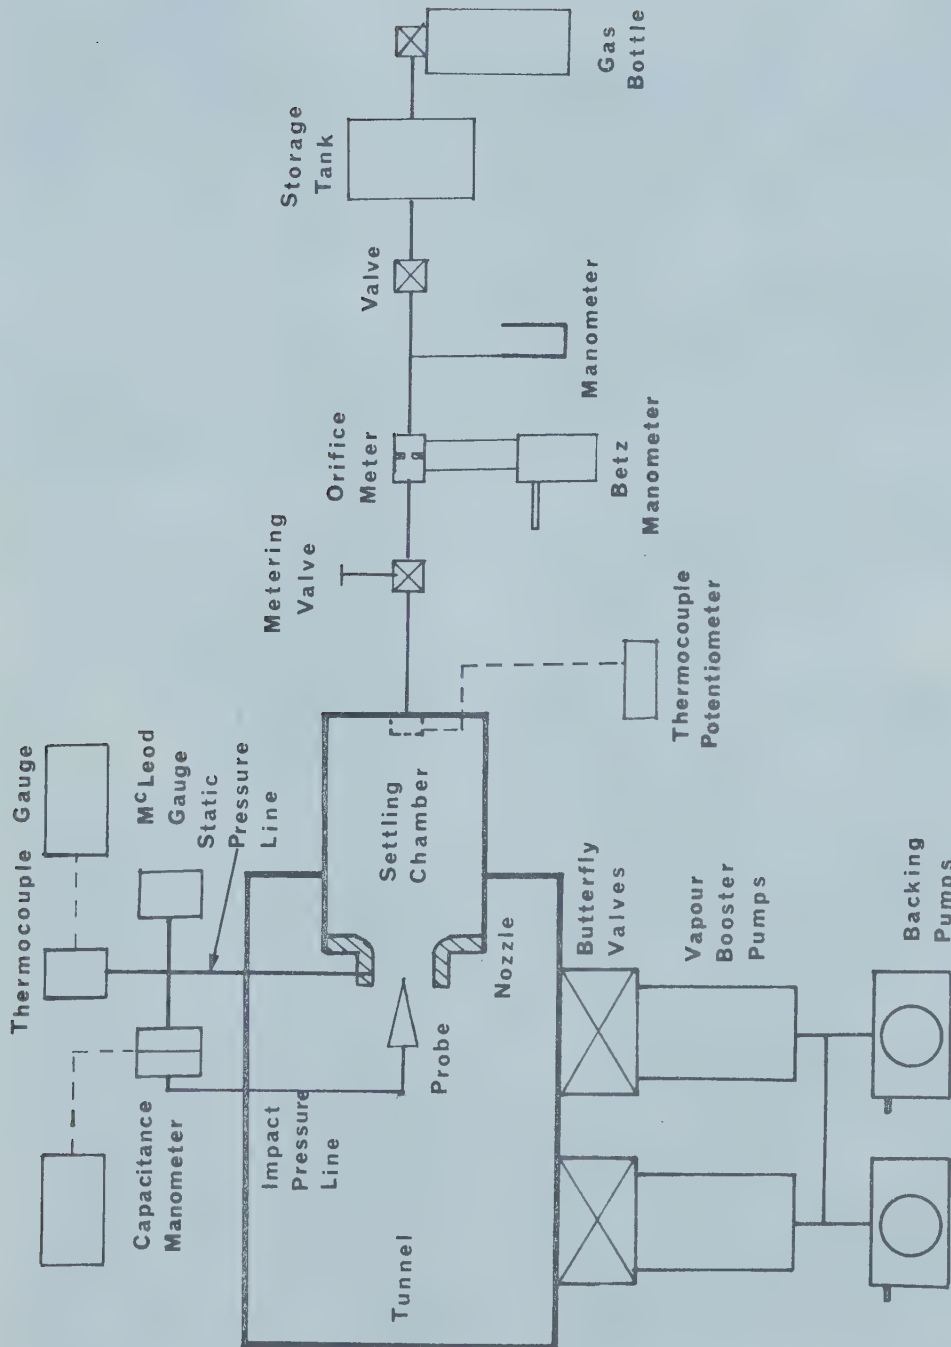 Thermocouple Gauge
McLeod
Gauge
Static
Pressure
Line
Capacitance
Manometer
Impact
Pressure
Line
Tunnel
Probe
Nozzle
Settling
Chamber
Butterfly
Valves
Vapour
Booster
Pumps
Backing
Pumps
Metering
Valve
Thermocouple
Potentiometer
Orifice
Meter
Betz
Manometer
Valve
Manometer
Storage
Tank
Gas
Bottle